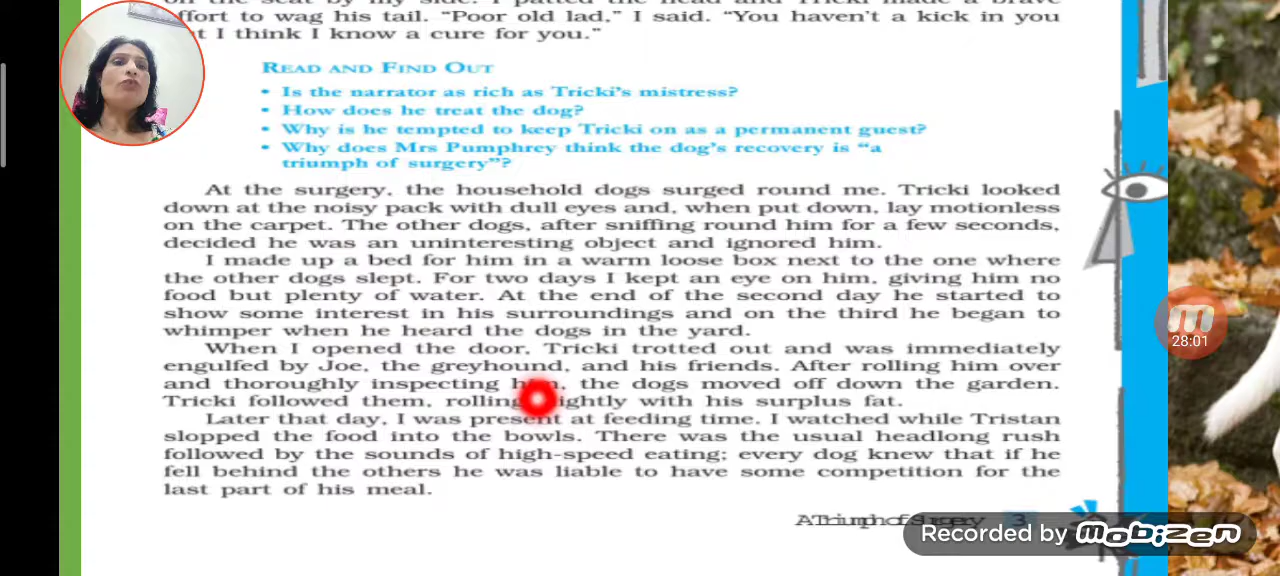 effort to wag his tail. “Poor old lad,” I said. “You haven’t a kick in you
I think I know a cure for you.”
READ AND FIND OUT
• Is the narrator as rich as Tricki’s mistress?
• How does he treat the dog?
• Why is he tempted to keep Tricki on as a permanent guest?
• Why does Mrs Pumphrey think the dog’s recovery is “a
triumph of surgery”?
At the surgery, the household dogs surged round me. Tricki looked
down at the noisy pack with dull eyes and, when put down, lay motionless
on the carpet. The other dogs, after sniffing round him for a few seconds,
decided he was an uninteresting object and ignored him.
I made up a bed for him in a warm loose box next to the one where
the other dogs slept. For two days I kept an eye on him, giving him no
food but plenty of water. At the end of the second day he started to
show some interest in his surroundings and on the third he began to
whimper when he heard the dogs in the yard.
When I opened the door, Tricki trotted out and was immediately
engulfed by Joe, the greyhound, and his friends. After rolling him over
and thoroughly inspecting him, the dogs moved off down the garden.
Tricki followed them, rolling slightly with his surplus fat.
Later that day, I was present at feeding time. I watched while Tristan
slopped the food into the bowls. There was the usual headlong rush
followed by the sounds of high-speed eating; every dog knew that if he
fell behind the others he was liable to have some competition for the
last part of his meal.
A Triumph of Surgery 3
Recorded by mobizen
28:01